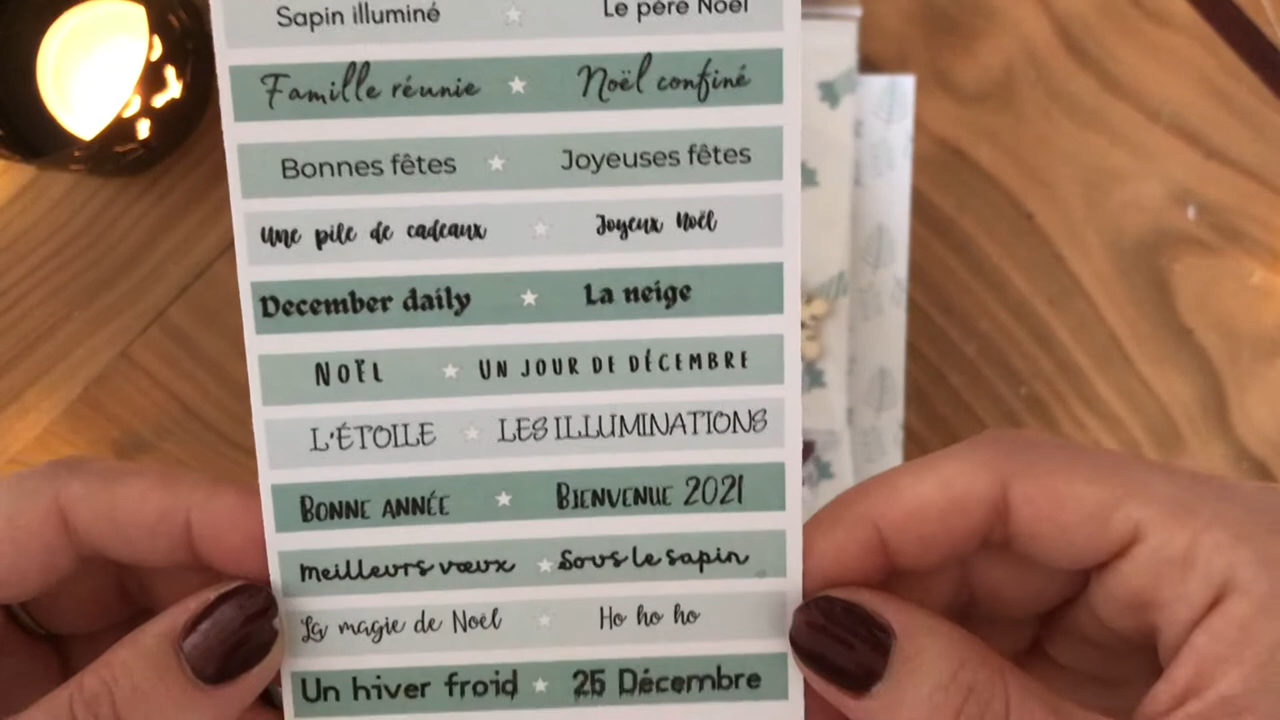 Sapin illuminé ★ Le père Noël
Famille réunie ★ Noël confiné
Bonnes fêtes ★ Joyeuses fêtes
Une pile de cadeaux ★ Joyeux Noël
December daily ★ La neige
NOËL ★ UN JOUR DE DÉCEMBRE
L'ÉTOILE ★ LES ILLUMINATIONS
BONNE ANNÉE ★ BIENVENUE 2021
meilleurs vœux ★ Sous le sapin
La magie de Noël ★ Ho ho ho
Un hiver froid ★ 25 Décembre